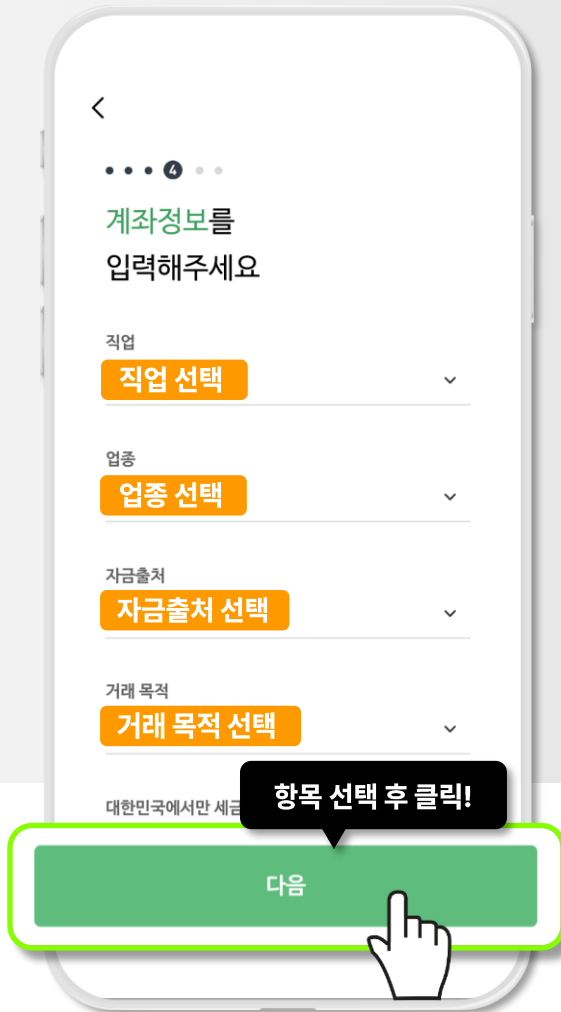 4
계좌정보를
입력해주세요
직업
직업 선택
업종
업종 선택
자금출처
자금출처 선택
거래 목적
거래 목적 선택
항목 선택 후 클릭!
대한민국에서만 세금
다음